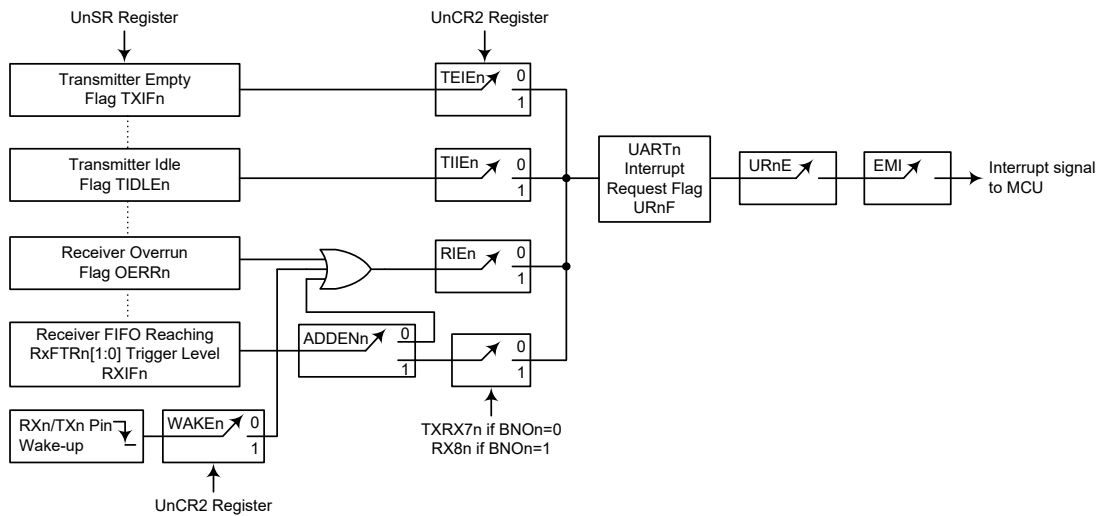 UnSR Register
UnCR2 Register
Transmitter Empty
Flag TXIFn
TEIEn
0
1
Transmitter Idle
Flag TIDLEn
TIIEn
0
1
UARTn
Interrupt
Request Flag
URnF
URnE
EMI
Interrupt signal
to MCU
Receiver Overrun
Flag OERRn
RIEn
0
1
Receiver FIFO Reaching
RxFTRn[1:0] Trigger Level
RXIFn
ADDENn
0
1
0
1
RXn/TXn Pin
Wake-up
WAKEn
0
1
TXRX7n if BNOn=0
RX8n if BNOn=1
UnCR2 Register